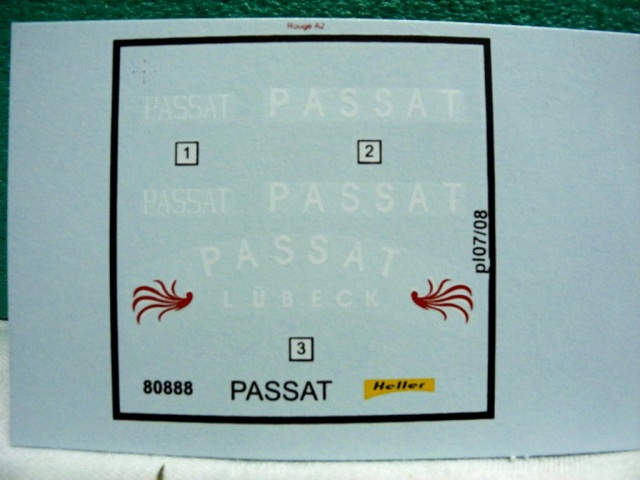 Rouge A2
PASSAT PASSAT
1 2
PASSAT PASSAT
pl07/08
PASSAT
LÜBECK
3
80888 PASSAT Heller